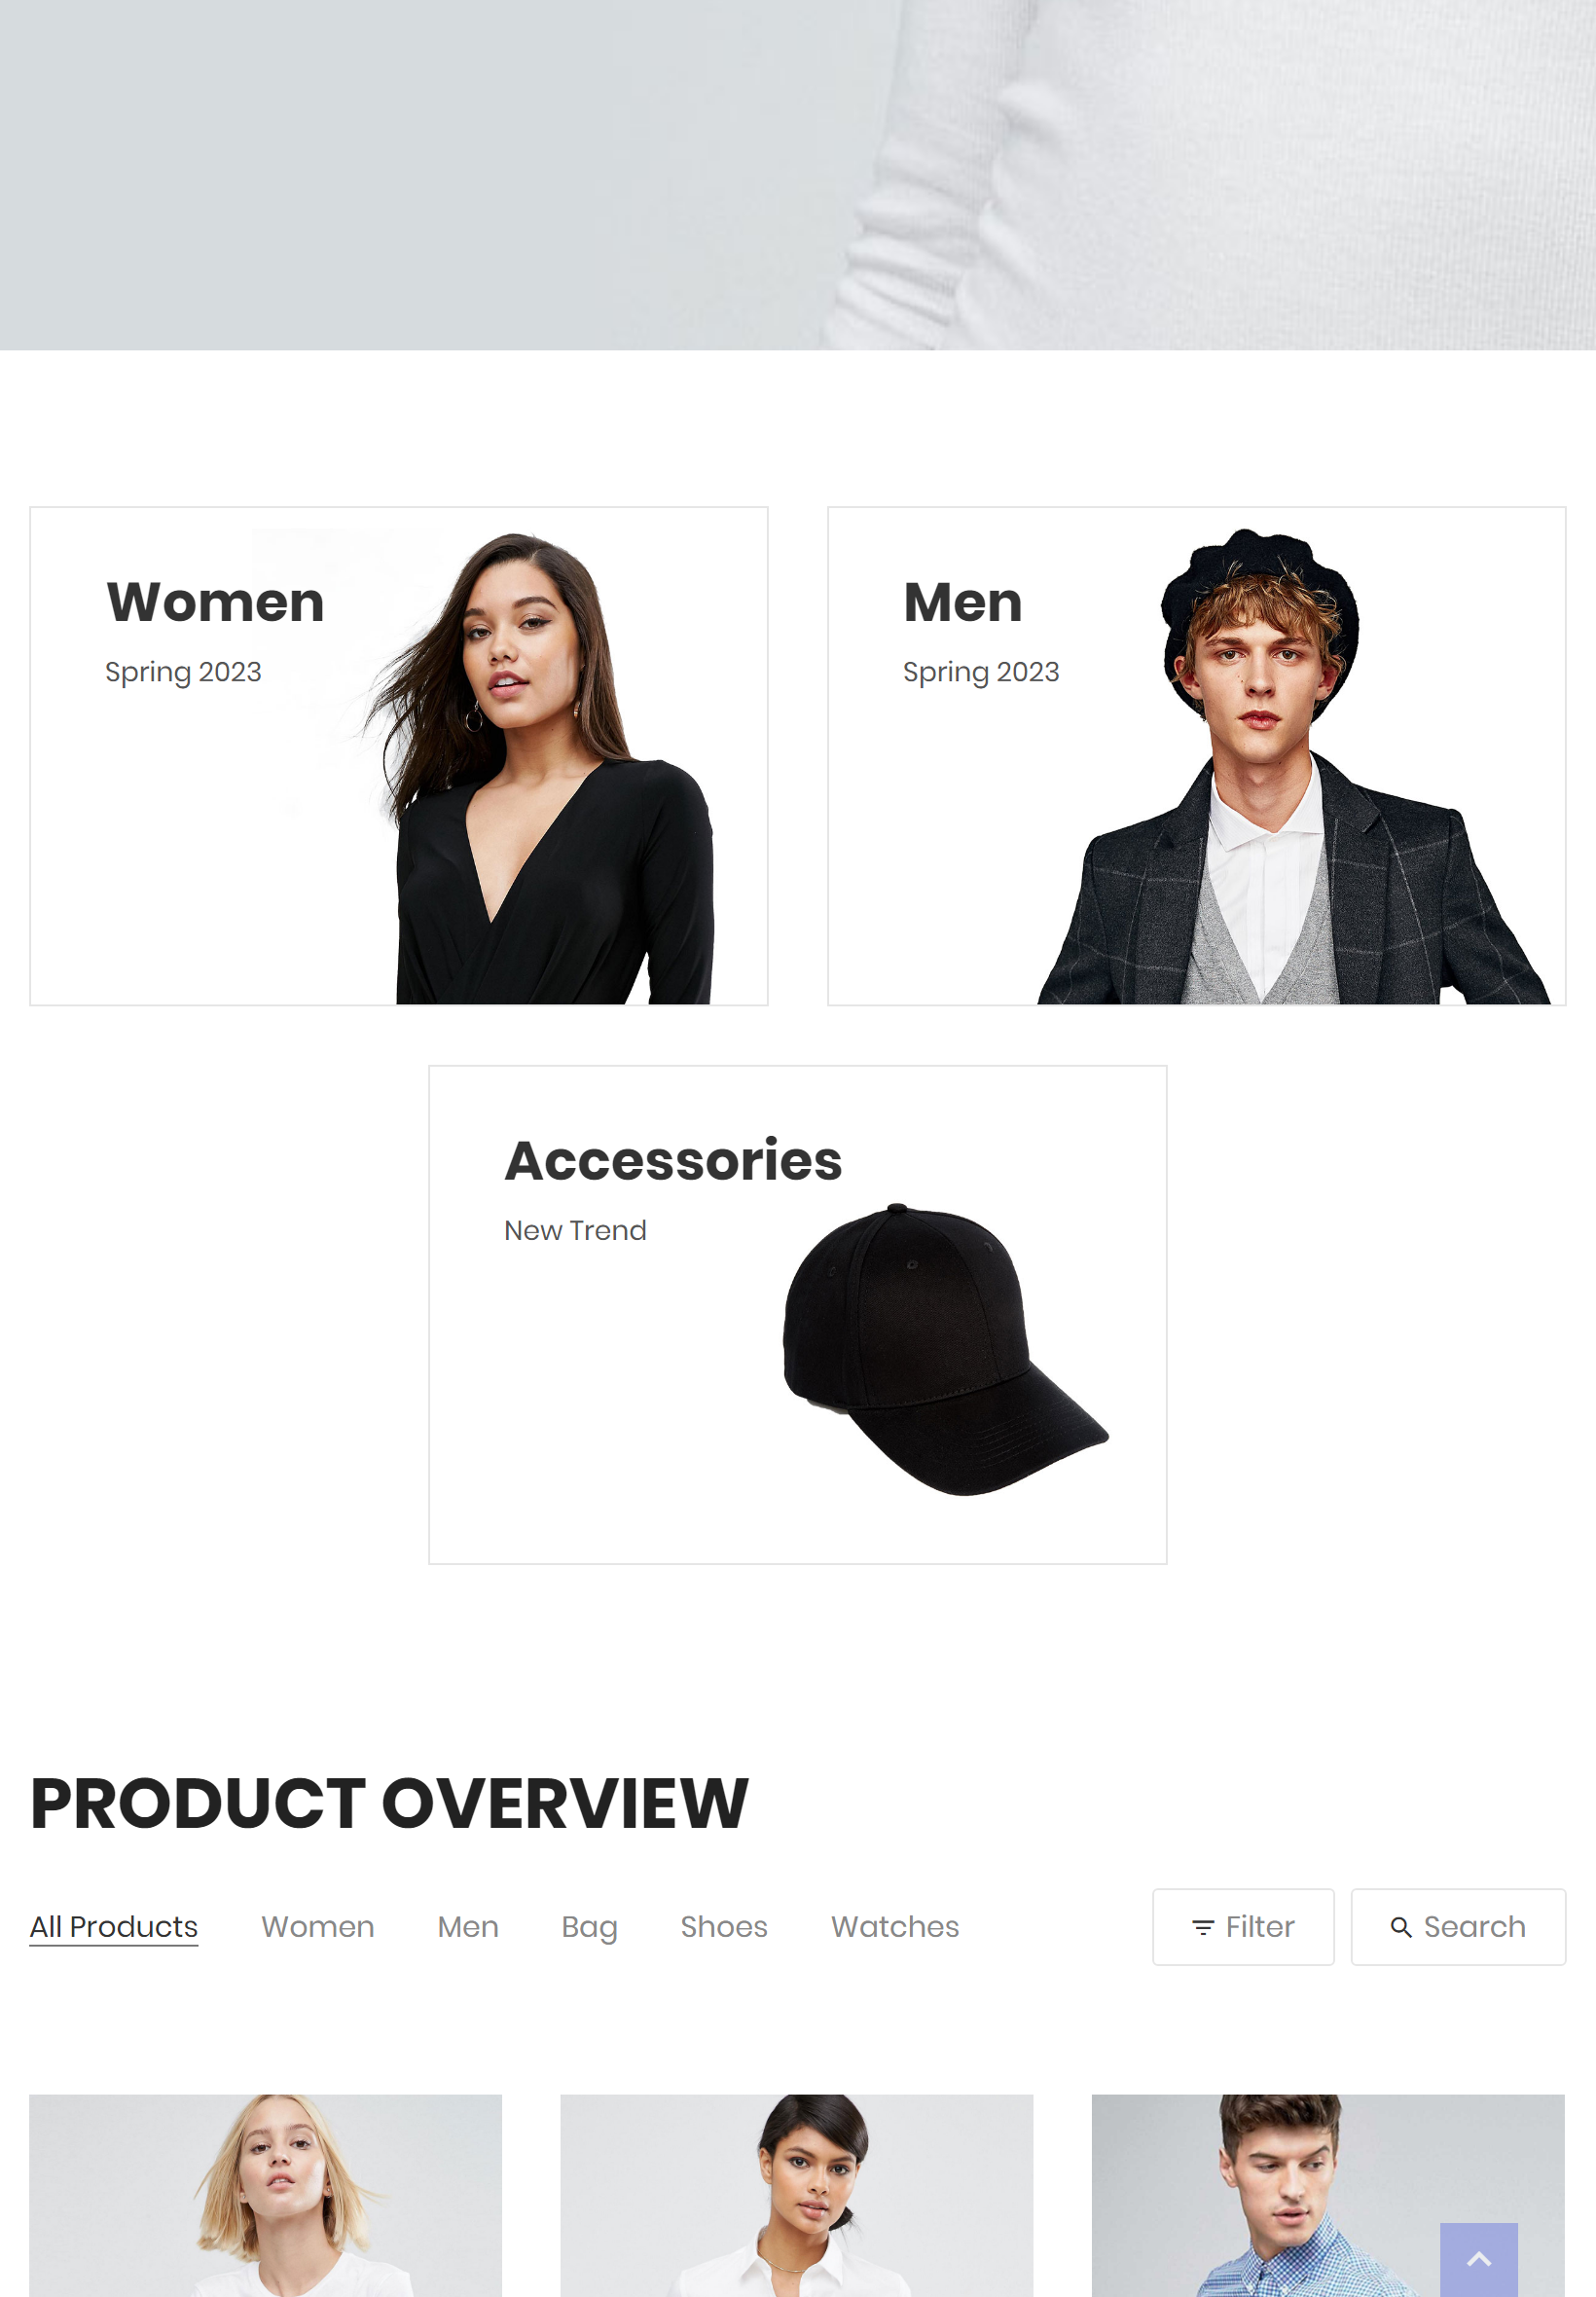 Women
Spring 2023
Men
Spring 2023
Accessories
New Trend
PRODUCT OVERVIEW
All Products Women Men Bag Shoes Watches Filter Search